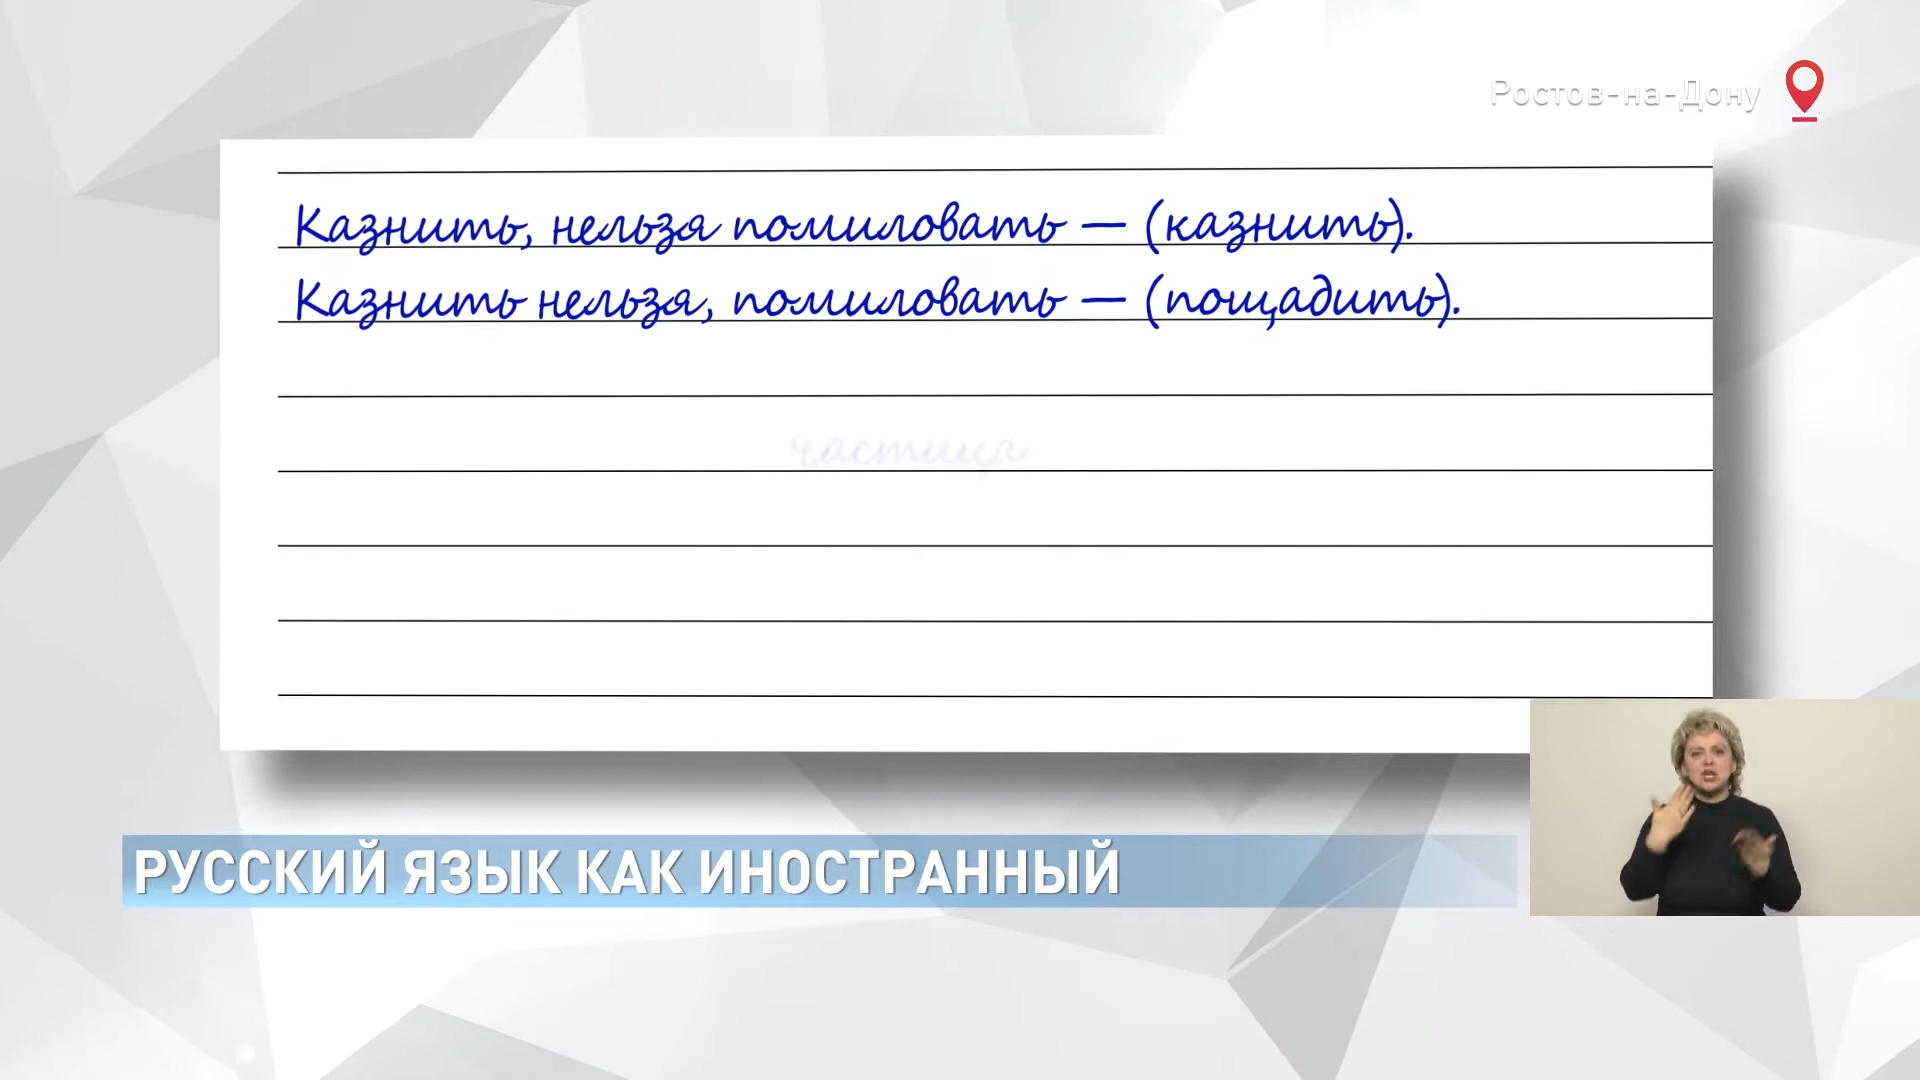 Ростов-на-Дону
Казнить, нельзя помиловать — (казнить).
Казнить нельзя, помиловать — (пощадить).
частица
РУССКИЙ ЯЗЫК КАК ИНОСТРАННЫЙ